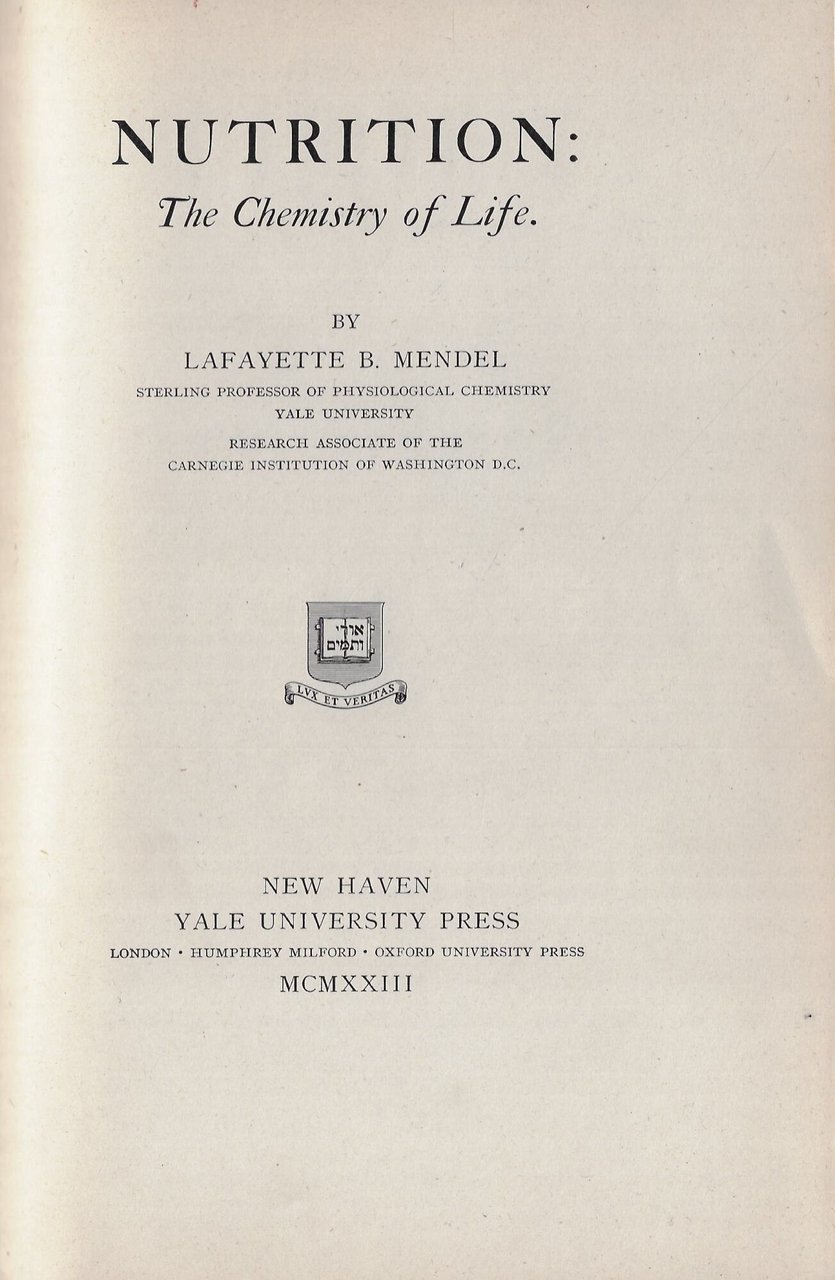 NUTRITION:
The Chemistry of Life.
BY
LAFAYETTE B. MENDEL
STERLING PROFESSOR OF PHYSIOLOGICAL CHEMISTRY
YALE UNIVERSITY
RESEARCH ASSOCIATE OF THE
CARNEGIE INSTITUTION OF WASHINGTON D.C.
אורי
ותמים
LVX ET VERITAS
NEW HAVEN
YALE UNIVERSITY PRESS
LONDON • HUMPHREY MILFORD • OXFORD UNIVERSITY PRESS
MCMXXIII